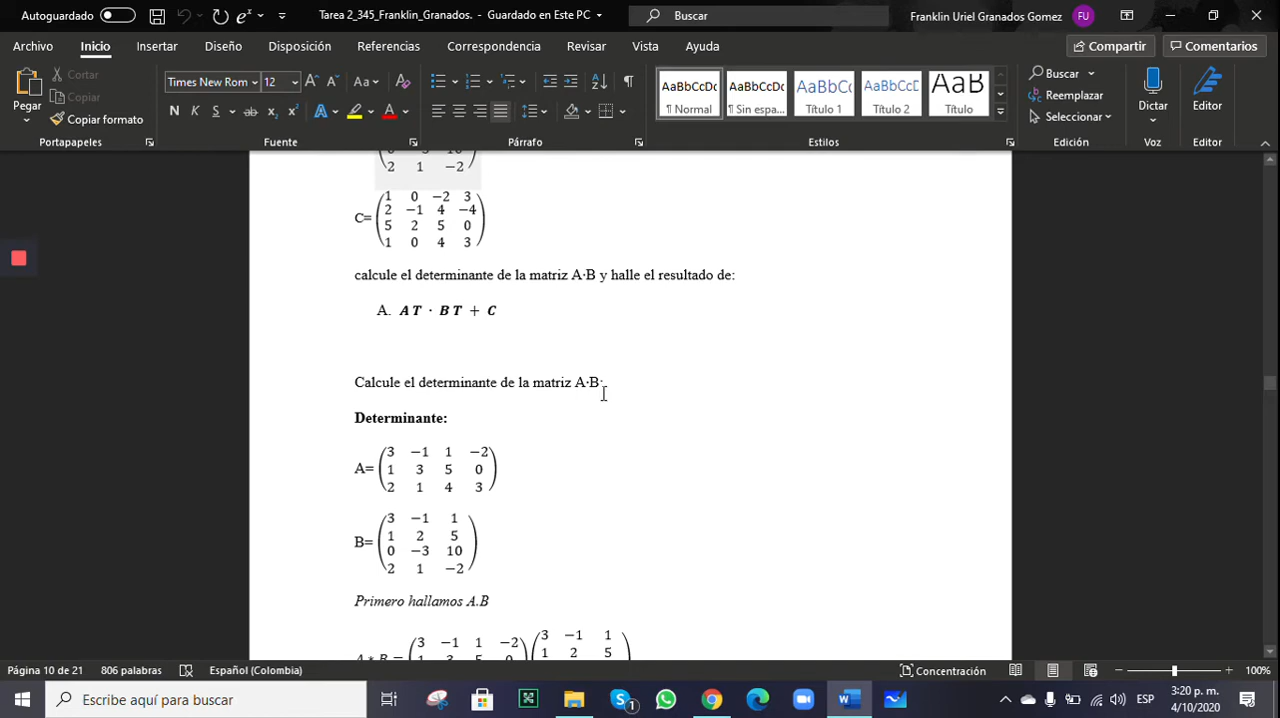 Autoguardado
Tarea 2_345_Franklin_Granados. - Guardado en Este PC
Buscar
Franklin Uriel Granados Gomez FU
Archivo Inicio Insertar Diseño Disposición Referencias Correspondencia Revisar Vista Ayuda Compartir Comentarios
Pegar
Cortar
Copiar
Copiar formato
Times New Rom 12
AaBbCcDc AaBbCcDc AaBbCc AaBbCcD AaB
¶ Normal ¶ Sin espa... Título 1 Título 2 Título
Buscar
Reemplazar
Seleccionar
Dictar
Editor
Portapapeles Fuente Párrafo Estilos Edición Voz Editor
2 1 −2
C= 1 0 −2 3
2 −1 4 −4
5 2 5 0
1 0 4 3
calcule el determinante de la matriz A·B y halle el resultado de:
A. A T · B T + C
Calcule el determinante de la matriz A·B·
Determinante:
A= 3 −1 1 −2
1 3 5 0
2 1 4 3
B= 3 −1 1
1 2 5
0 −3 10
2 1 −2
Primero hallamos A.B
3 −1 1 −2 3 −1 1
A ∗ B = 1 3 5 0 1 2 5
Página 10 de 21 806 palabras Español (Colombia) Concentración 100%
Escribe aquí para buscar
1
ESP
3:20 p. m.
4/10/2020